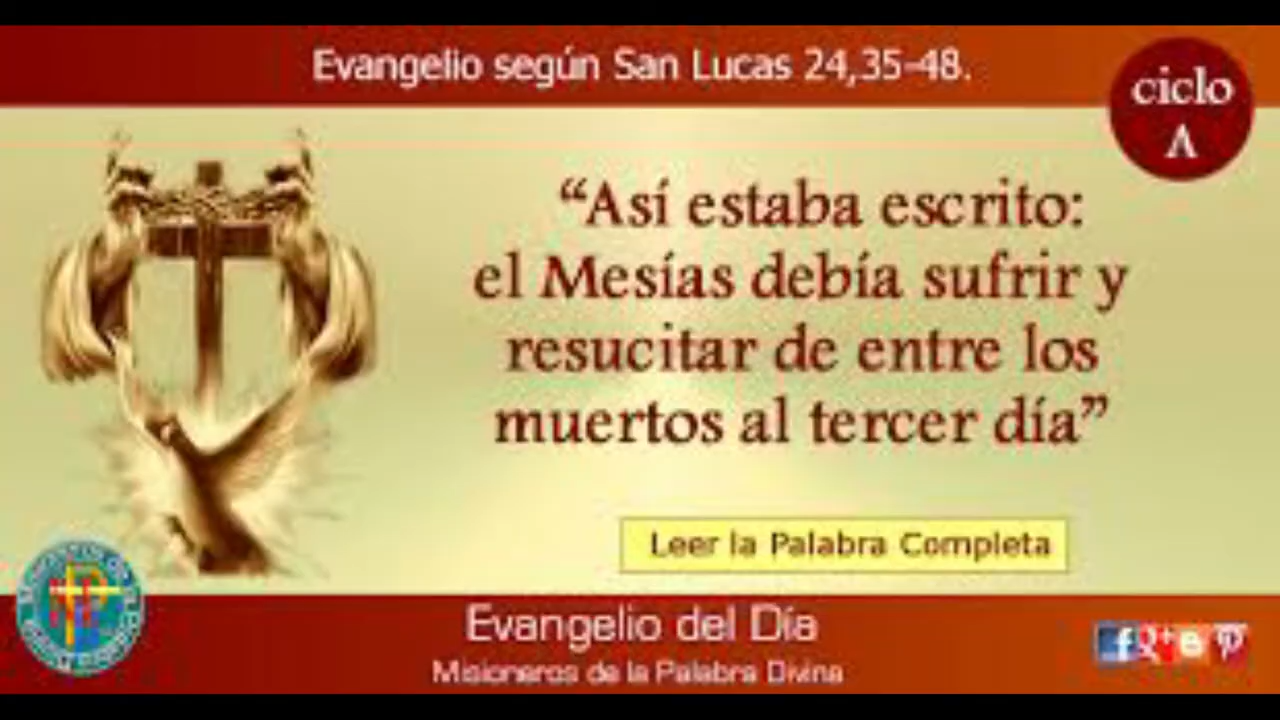 Evangelio según San Lucas 24,35-48.
ciclo
A
“Así estaba escrito:
el Mesías debía sufrir y
resucitar de entre los
muertos al tercer día”
Leer la Palabra Completa
Evangelio del Día
Misioneros de la Palabra Divina